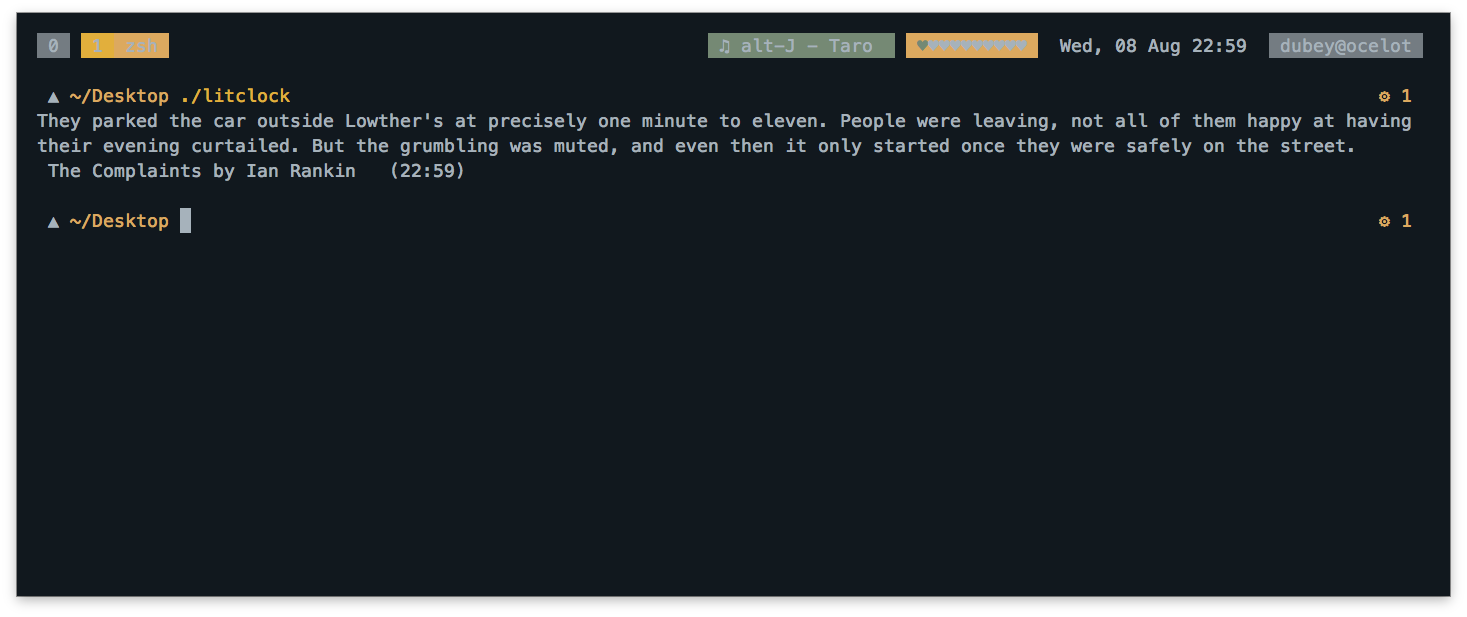 0 1 zsh ♫ alt-J - Taro ♥♥♥♥♥♥♥♥♥♥ Wed, 08 Aug 22:59 dubey@ocelot
▲ ~/Desktop ./litclock ⚙ 1
They parked the car outside Lowther's at precisely one minute to eleven. People were leaving, not all of them happy at having
their evening curtailed. But the grumbling was muted, and even then it only started once they were safely on the street.
The Complaints by Ian Rankin (22:59)
▲ ~/Desktop ⚙ 1